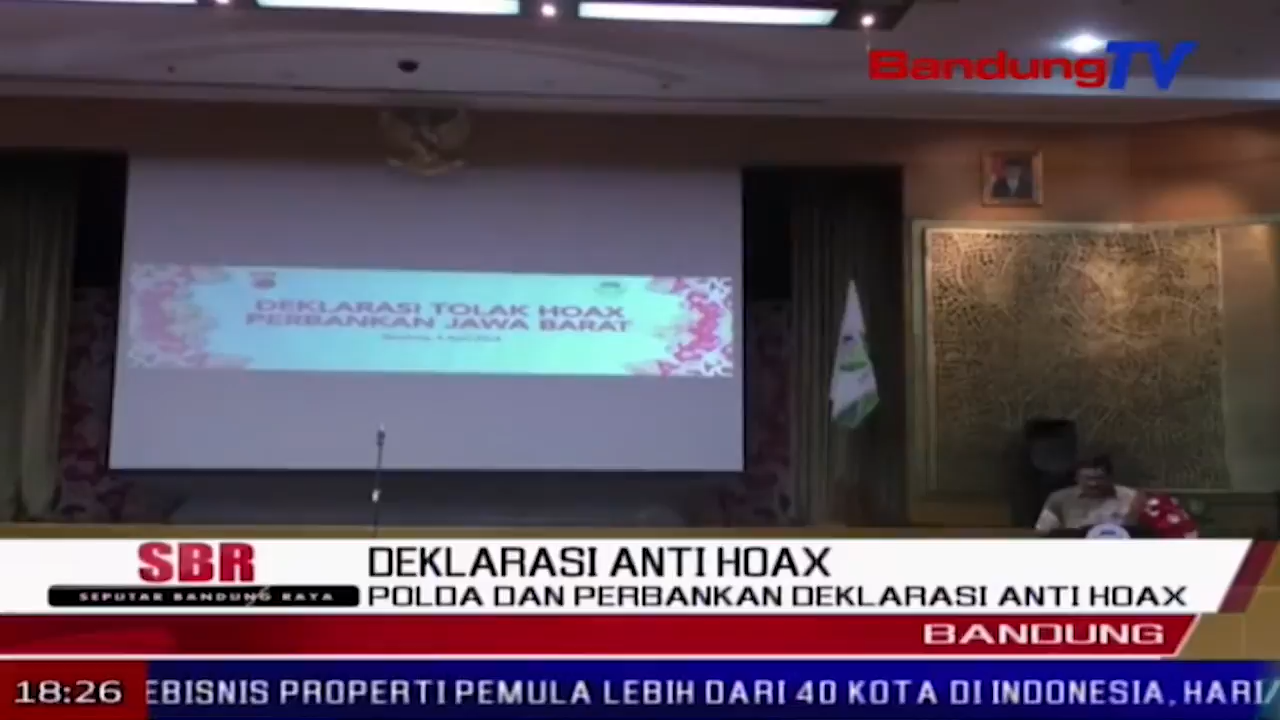 BandungTV
DEKLARASI TOLAK HOAX
PERBANKAN JAWA BARAT
SBR
SEPUTAR BANDUNG RAYA
DEKLARASI ANTI HOAX
POLDA DAN PERBANKAN DEKLARASI ANTI HOAX
BANDUNG
18:26 EBISNIS PROPERTI PEMULA LEBIH DARI 40 KOTA DI INDONESIA, HARI/